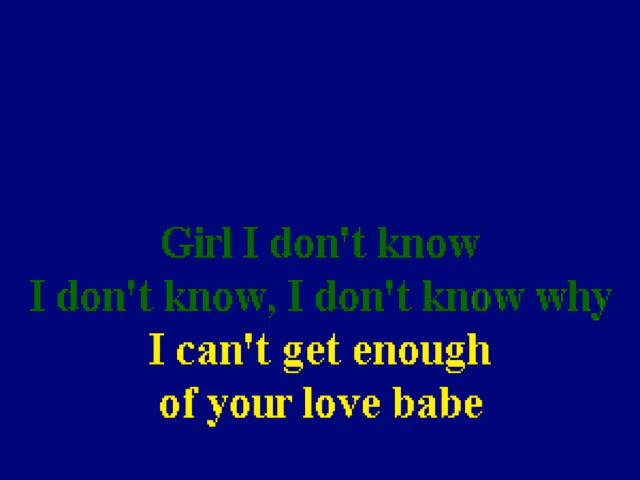 Girl I don't know
I don't know, I don't know why
I can't get enough
of your love babe